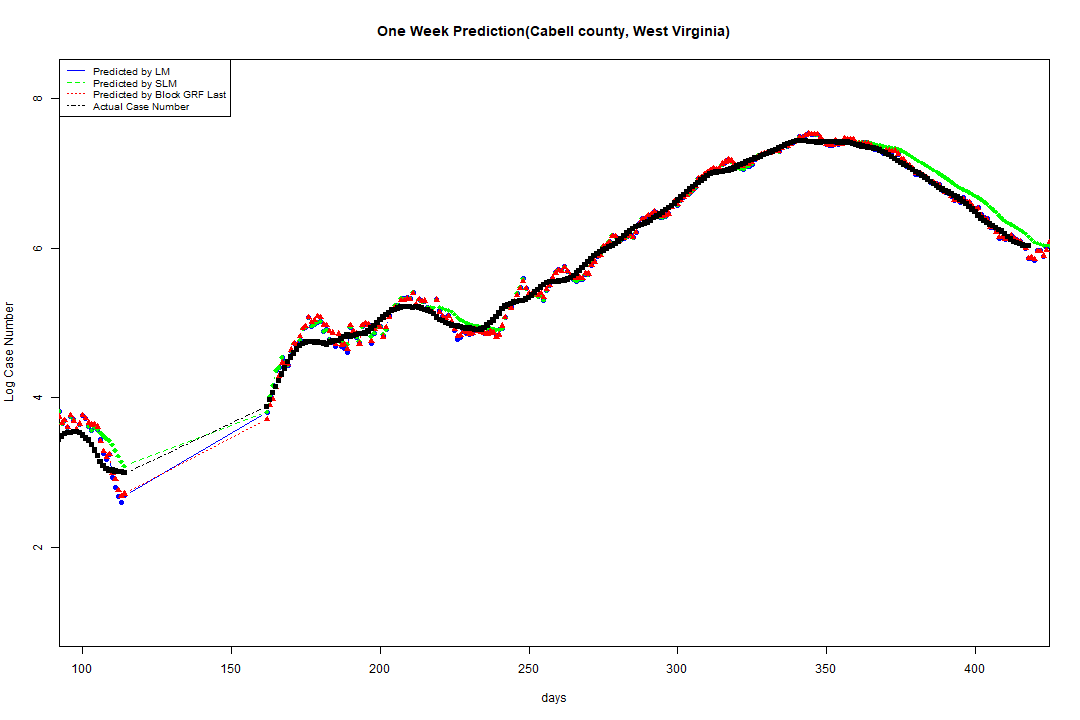 One Week Prediction(Cabell county, West Virginia)
Predicted by LM
Predicted by SLM
Predicted by Block GRF Last
Actual Case Number
8
6
4
2
Log Case Number
100 150 200 250 300 350 400
days